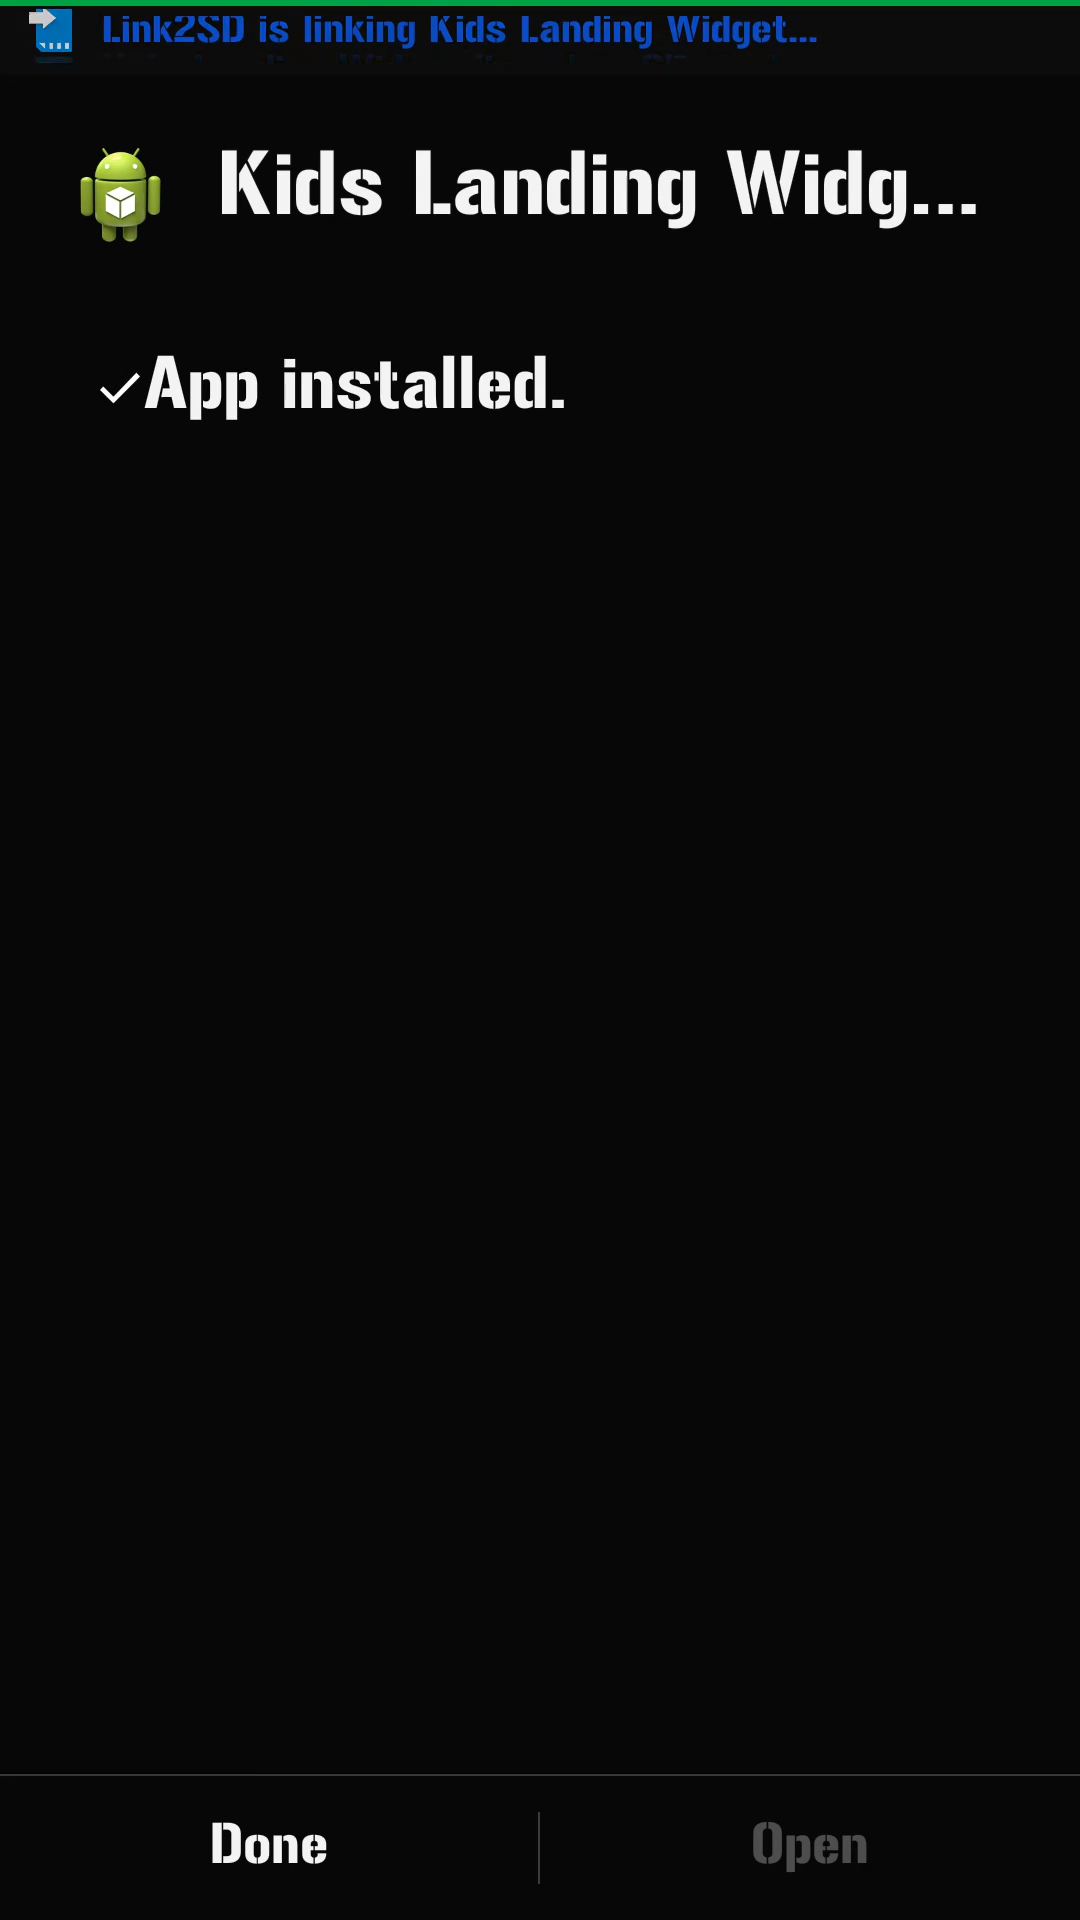 Link2SD is linking Kids Landing Widget...
Kids Landing Widg...
App installed.
Done
Open